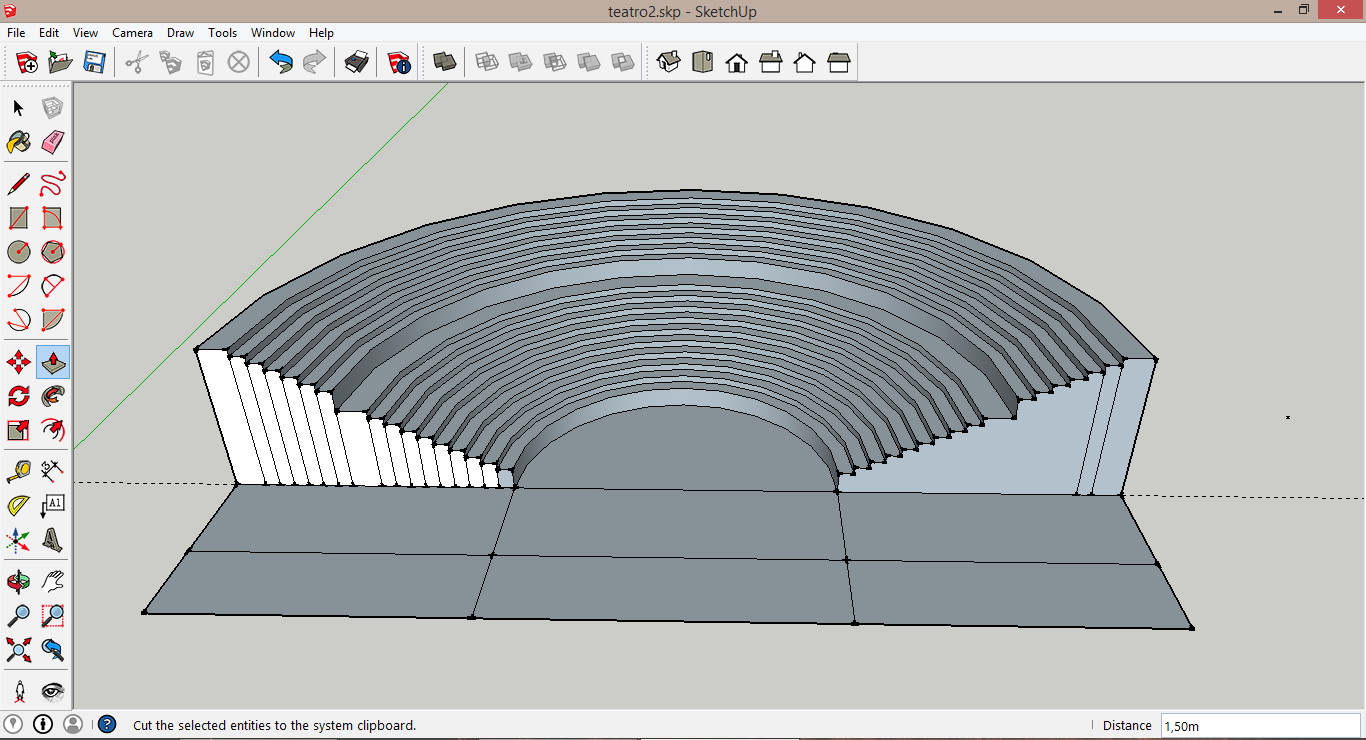 teatro2.skp - SketchUp
File Edit View Camera Draw Tools Window Help
A1
Cut the selected entities to the system clipboard.
Distance 1,50m